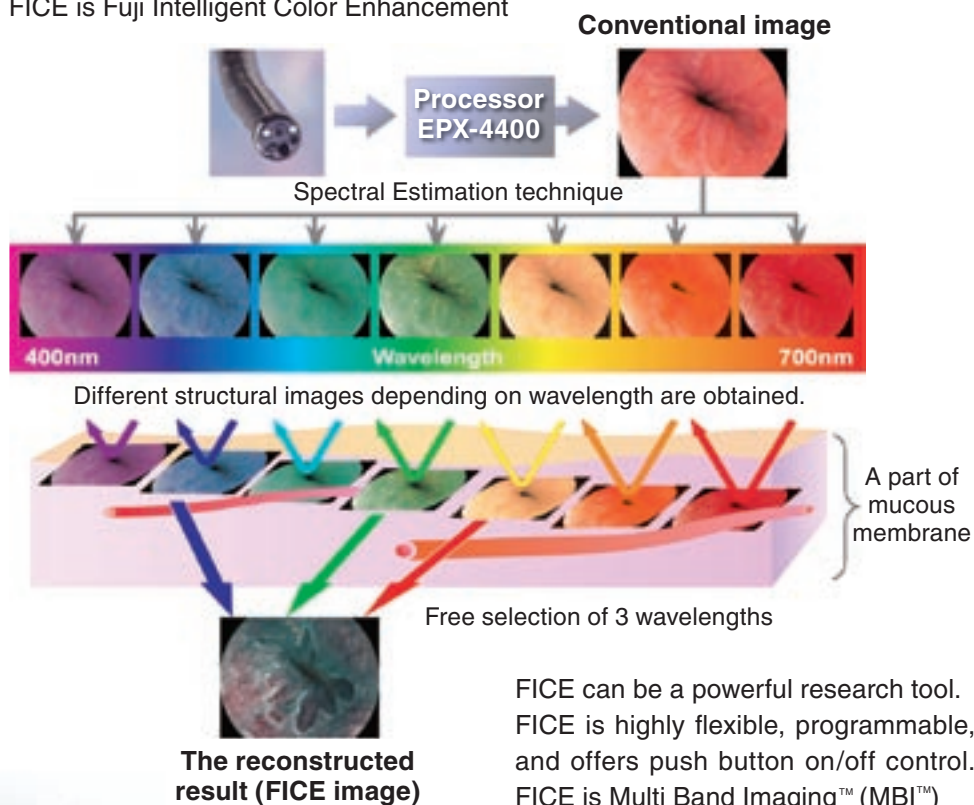 FICE is Fuji Intelligent Color Enhancement
Conventional image
Processor
EPX-4400
Spectral Estimation technique
400nm
Wavelength
700nm
Different structural images depending on wavelength are obtained.
A part of
mucous
membrane
Free selection of 3 wavelengths
The reconstructed
result (FICE image)
FICE can be a powerful research tool.
FICE is highly flexible, programmable,
and offers push button on/off control.
FICE is Multi Band Imaging™ (MBI™)